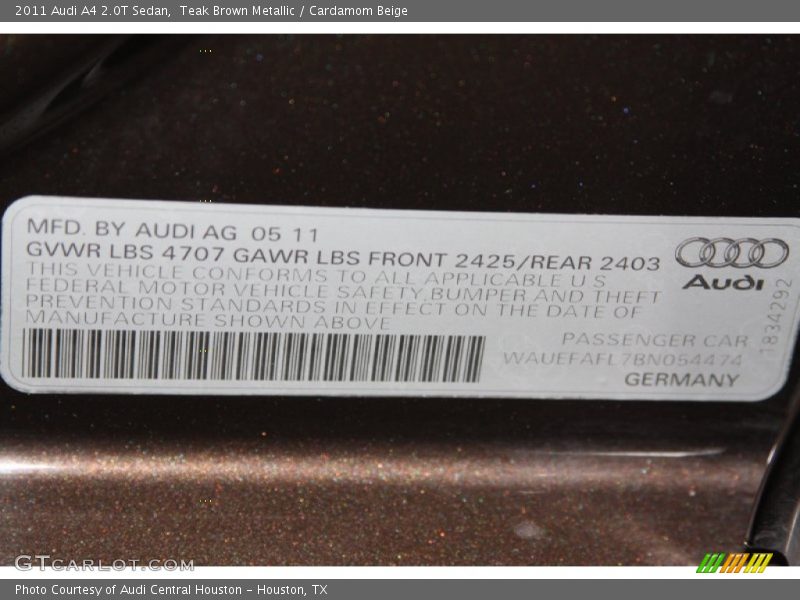 2011 Audi A4 2.0T Sedan,  Teak Brown Metallic / Cardamom Beige
MFD. BY AUDI AG  05 11
GVWR LBS 4707 GAWR LBS FRONT 2425/REAR 2403
THIS VEHICLE CONFORMS TO ALL APPLICABLE U S
FEDERAL MOTOR VEHICLE SAFETY,BUMPER AND THEFT
PREVENTION STANDARDS IN EFFECT ON THE DATE OF
MANUFACTURE SHOWN ABOVE
Audi
1834292
PASSENGER CAR
WAUEFAFL7BN054474
GERMANY
GTCARLOT.COM
Photo Courtesy of Audi Central Houston - Houston, TX